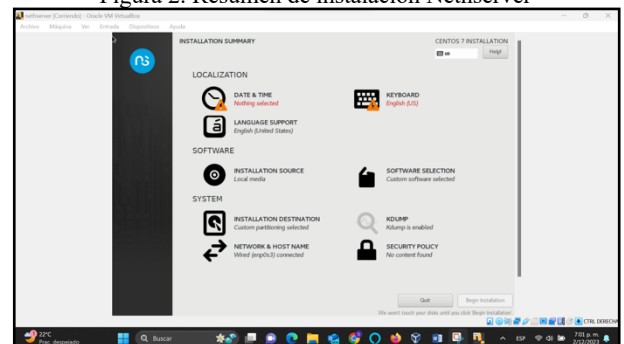 Figura 2. Resumen de instalación Nethserver
nethserver [Corriendo] - Oracle VM VirtualBox
Archivo Máquina Ver Entrada Dispositivos Ayuda
INSTALLATION SUMMARY
CENTOS 7 INSTALLATION
us
Help!
LOCALIZATION
DATE & TIME
Nothing selected
KEYBOARD
English (US)
LANGUAGE SUPPORT
English (United States)
SOFTWARE
INSTALLATION SOURCE
Local media
SOFTWARE SELECTION
Custom software selected
SYSTEM
INSTALLATION DESTINATION
Custom partitioning selected
KDUMP
Kdump is enabled
NETWORK & HOST NAME
Wired (enp0s3) connected
SECURITY POLICY
No content found
Quit
Begin Installation
We won't touch your disks until you click 'Begin Installation'.
CTRL DERECHA
22°C
Prac. despejado
Buscar
ESP
7:01 p. m.
2/12/2023